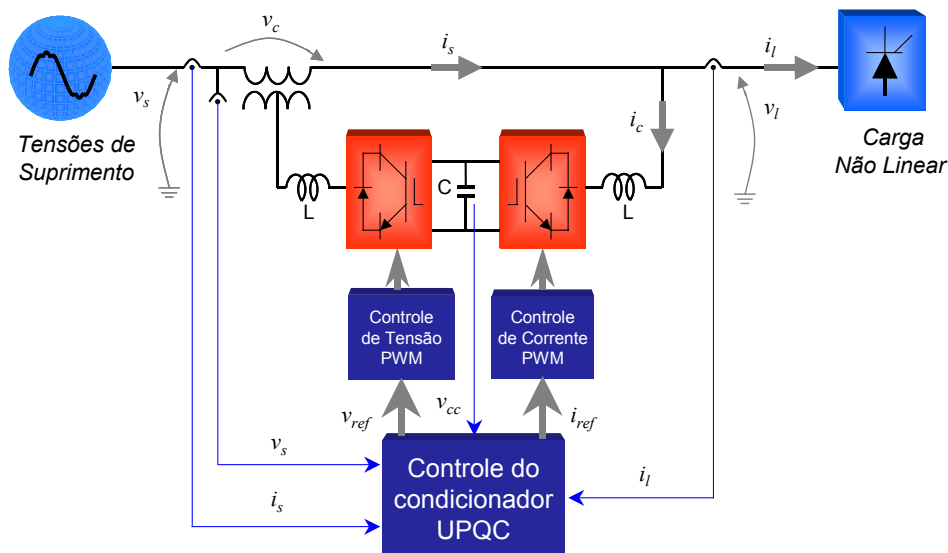 v_c
i_s
i_l
v_s
v_l
i_c
Tensões de
Suprimento
Carga
Não Linear
L
C
L
Controle
de Tensão
PWM
Controle
de Corrente
PWM
v_ref
v_cc
i_ref
v_s
i_s
i_l
Controle do
condicionador
UPQC